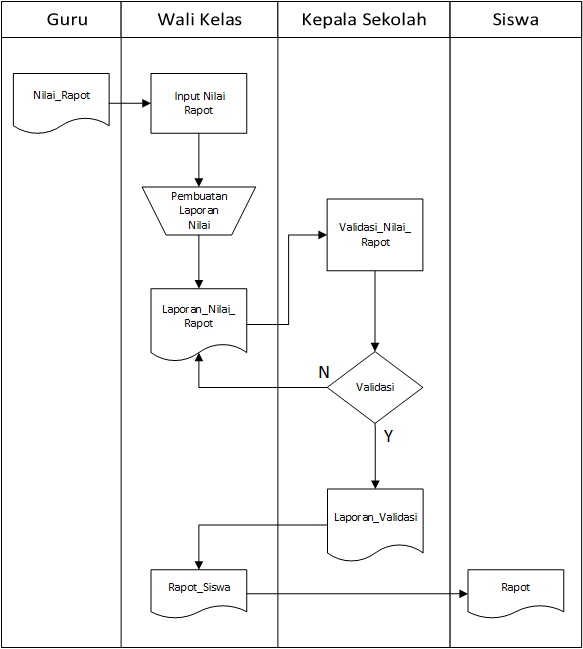 Guru
Wali Kelas
Kepala Sekolah
Siswa
Nilai_Rapot
Input Nilai
Rapot
Pembuatan
Laporan
Nilai
Validasi_Nilai_
Rapot
Laporan_Nilai_
Rapot
N
Validasi
Y
Laporan_Validasi
Rapot_Siswa
Rapot